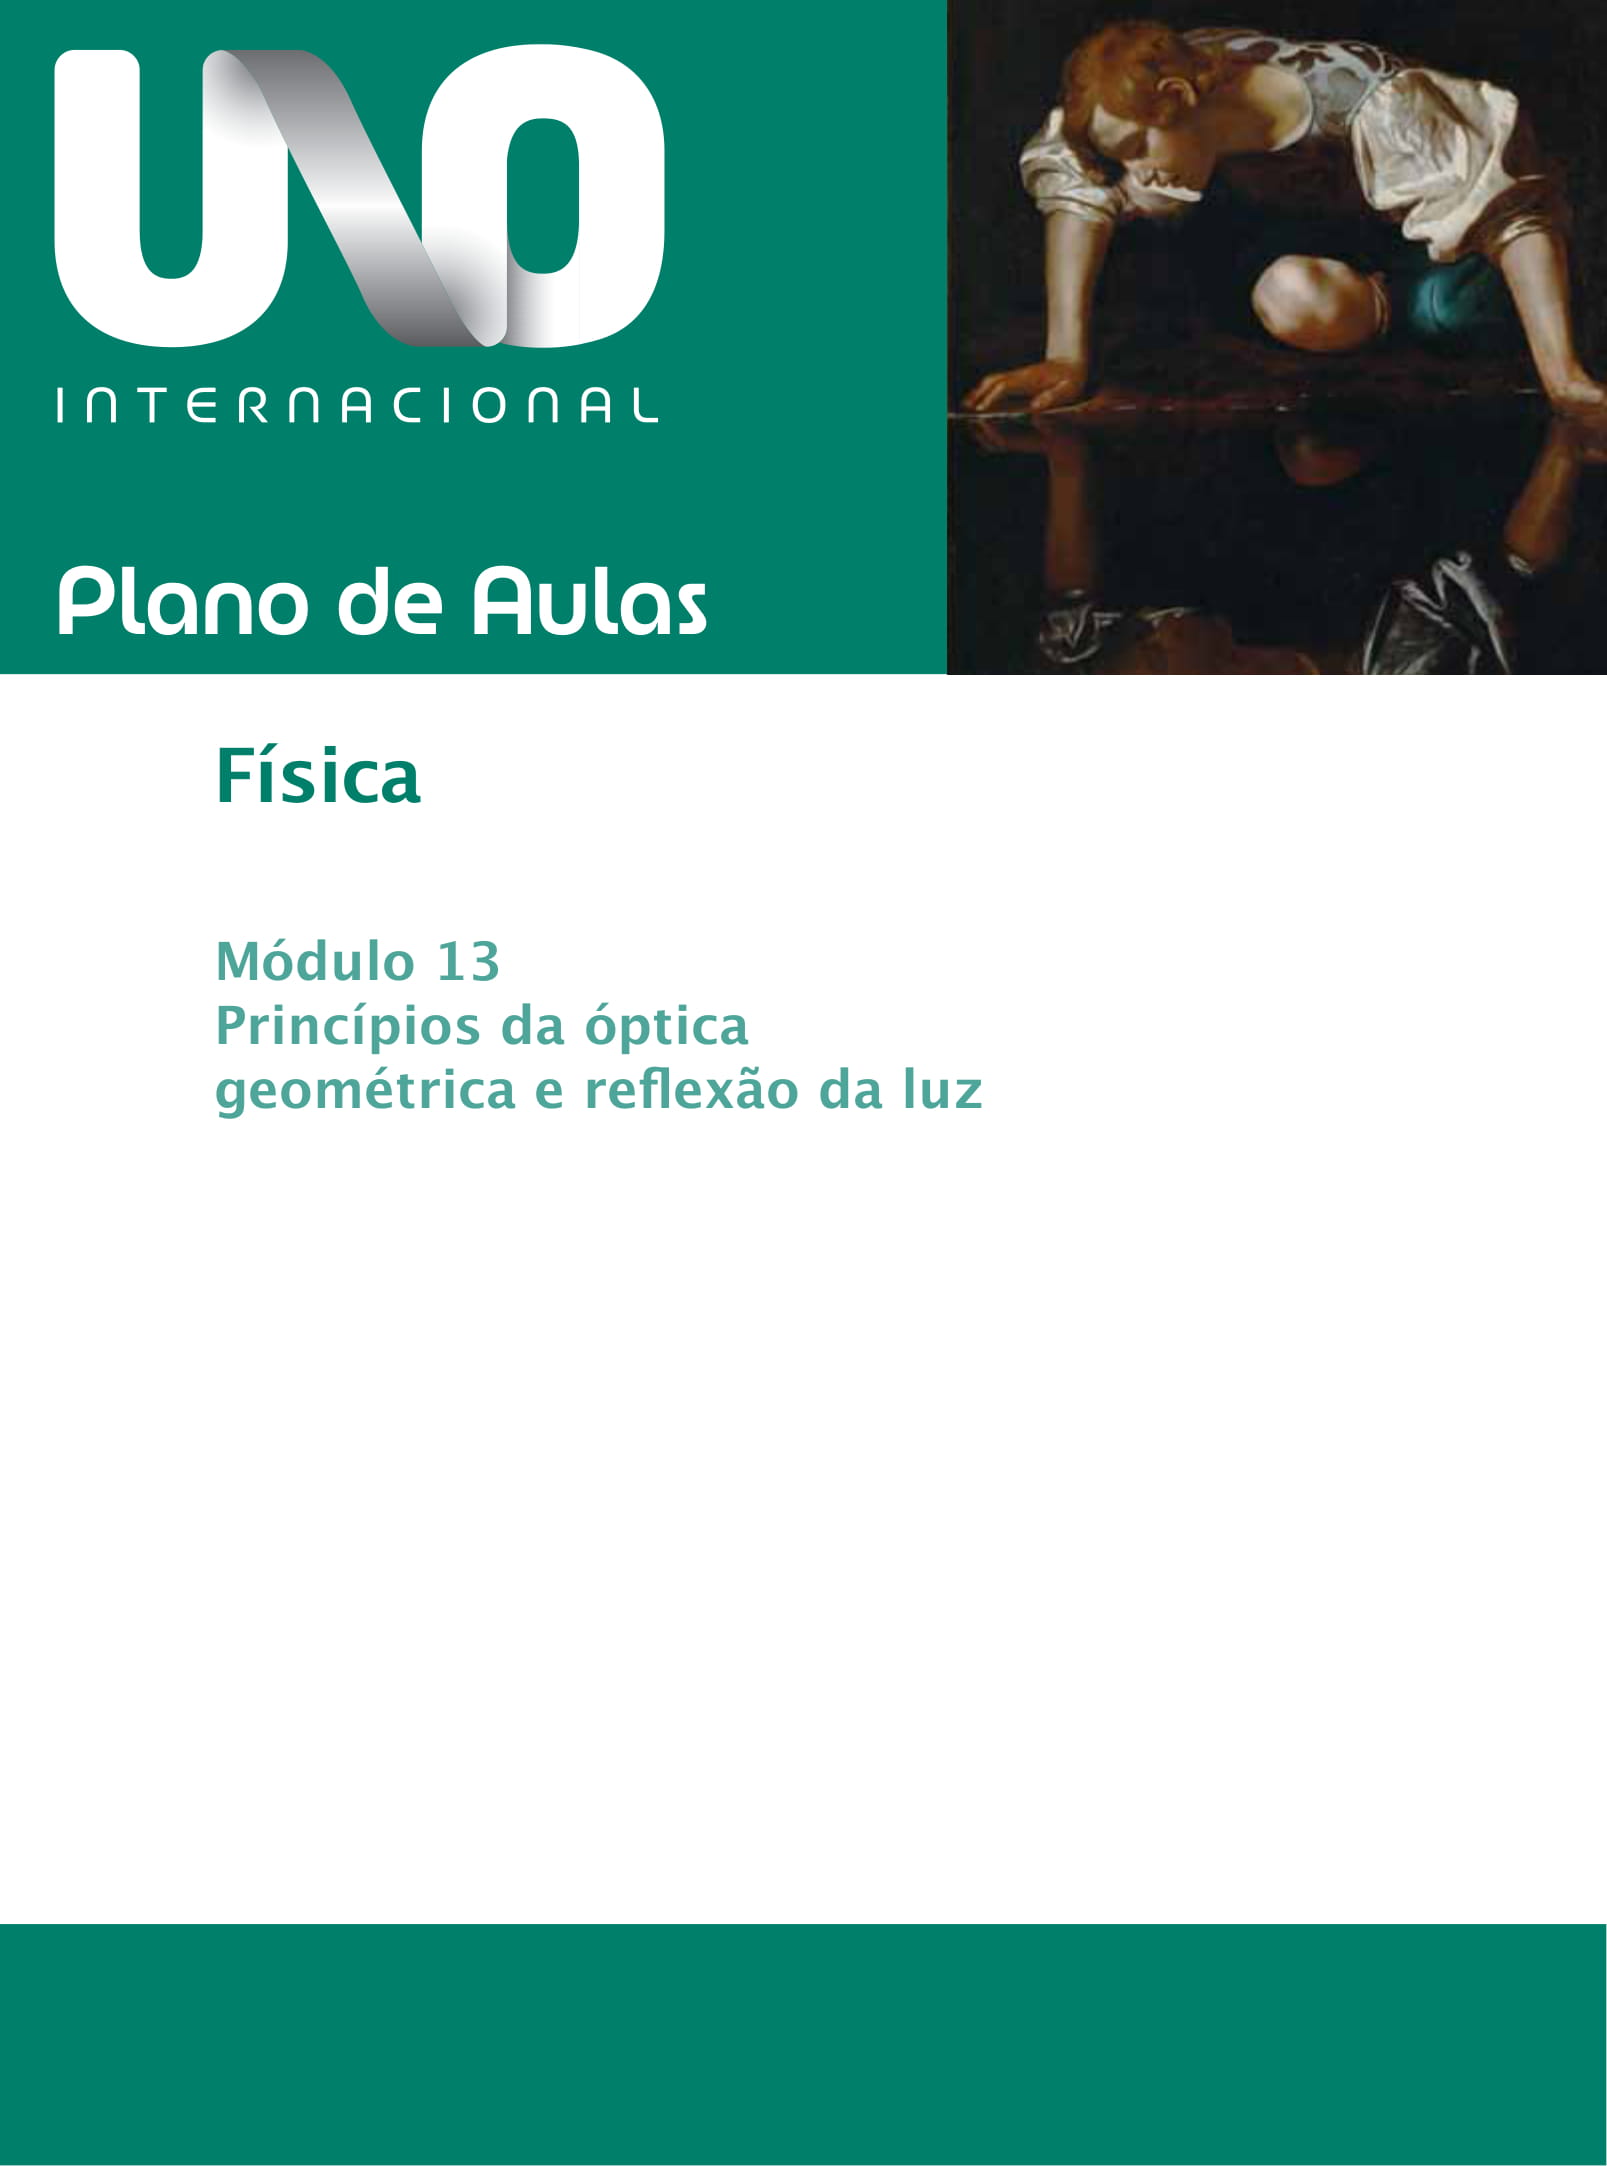 UNO
INTERNACIONAL
Plano de Aulas
Física
Módulo 13
Princípios da óptica
geométrica e reflexão da luz